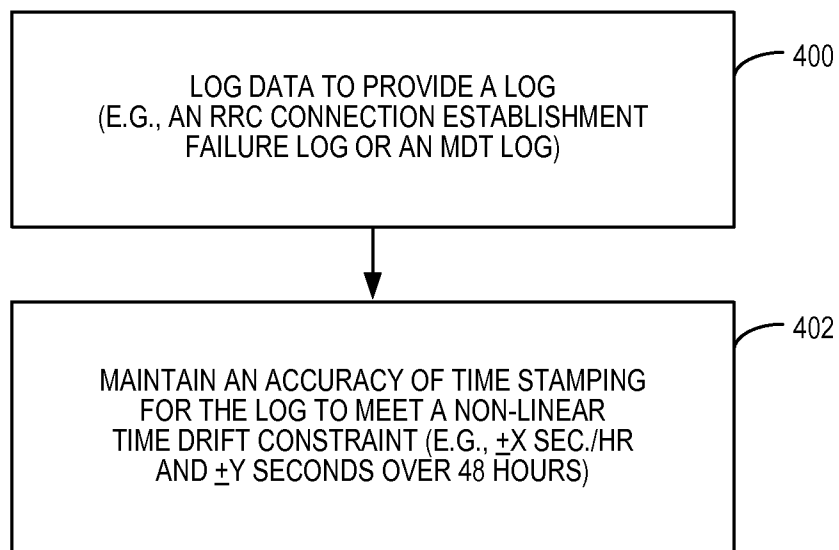 LOG DATA TO PROVIDE A LOG
(E.G., AN RRC CONNECTION ESTABLISHMENT
FAILURE LOG OR AN MDT LOG)
400
MAINTAIN AN ACCURACY OF TIME STAMPING
FOR THE LOG TO MEET A NON-LINEAR
TIME DRIFT CONSTRAINT (E.G., ±X SEC./HR
AND ±Y SECONDS OVER 48 HOURS)
402